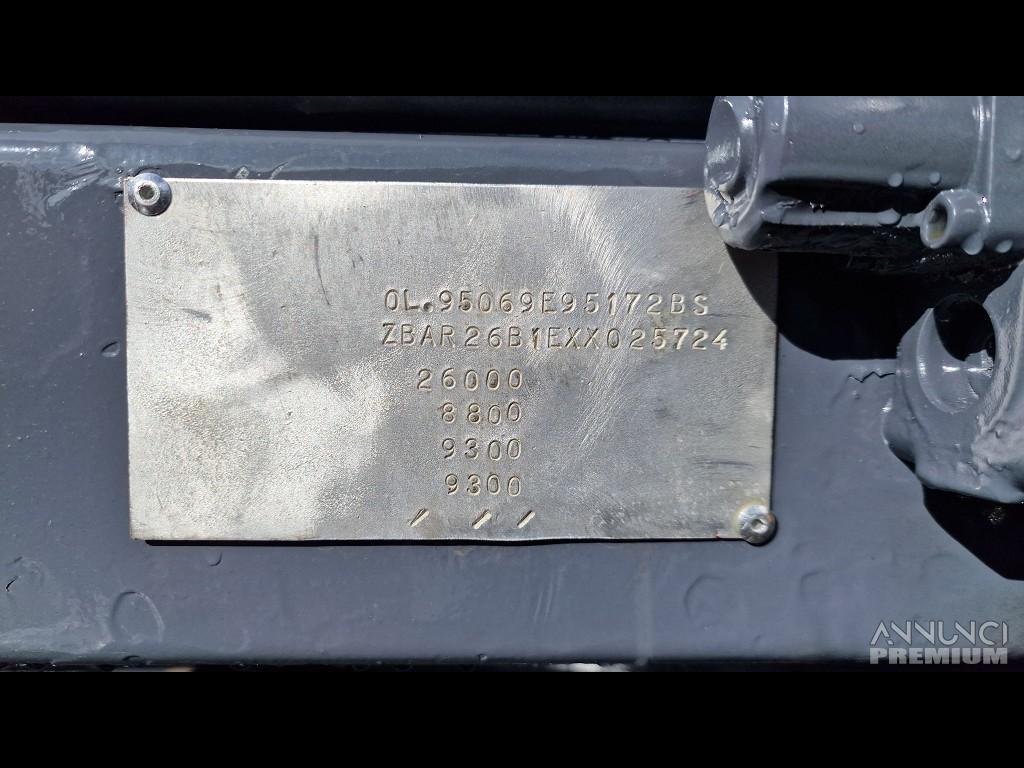 OL.95069E95172BS
ZBAR26B1EXX025724
26000
8800
9300
9300
/ / /
ANNUNCI
PREMIUM